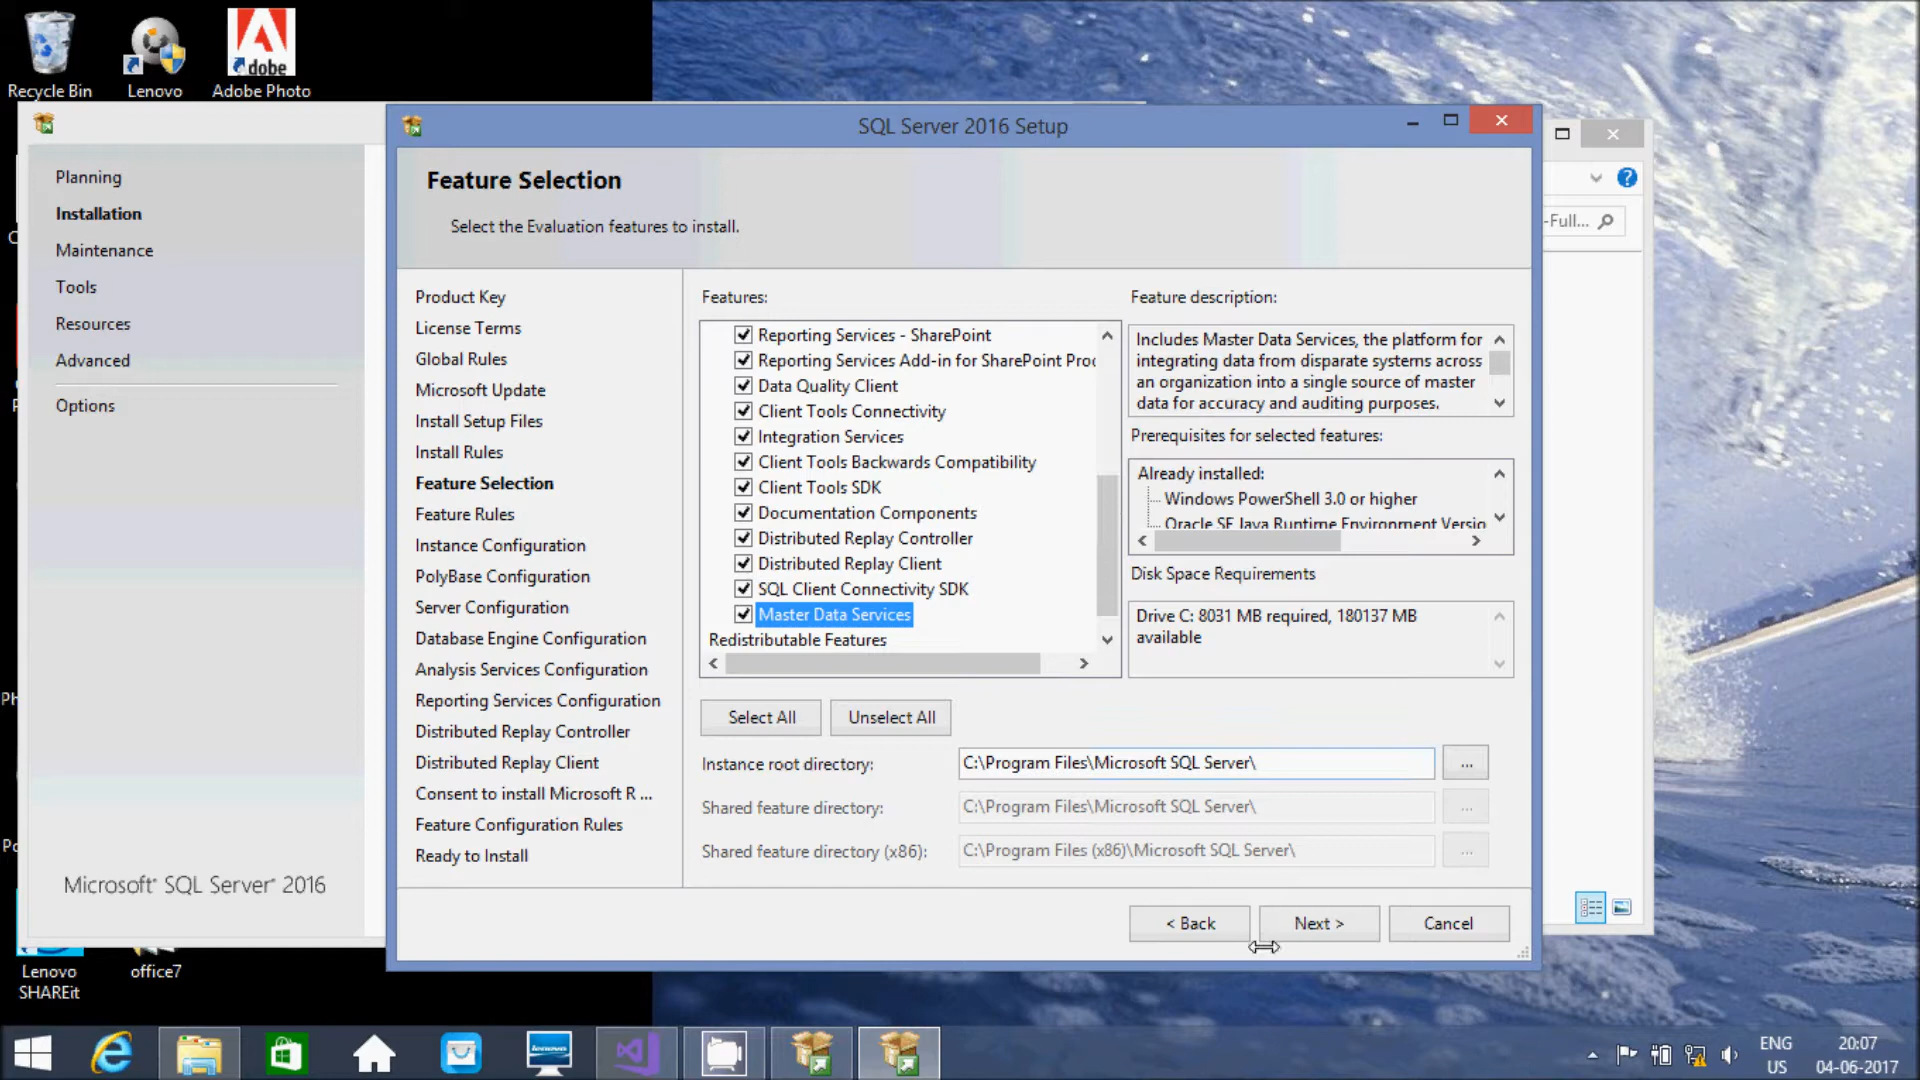 Recycle Bin
Lenovo
Adobe Photo
Adobe
SQL Server 2016 Setup
Planning
Installation
Maintenance
Tools
Resources
Advanced
Options
Microsoft® SQL Server® 2016
Feature Selection
Select the Evaluation features to install.
-Full...
Product Key
License Terms
Global Rules
Microsoft Update
Install Setup Files
Install Rules
Feature Selection
Feature Rules
Instance Configuration
PolyBase Configuration
Server Configuration
Database Engine Configuration
Analysis Services Configuration
Reporting Services Configuration
Distributed Replay Controller
Distributed Replay Client
Consent to install Microsoft R ...
Feature Configuration Rules
Ready to Install
Features:
Reporting Services - SharePoint
Reporting Services Add-in for SharePoint Proc
Data Quality Client
Client Tools Connectivity
Integration Services
Client Tools Backwards Compatibility
Client Tools SDK
Documentation Components
Distributed Replay Controller
Distributed Replay Client
SQL Client Connectivity SDK
Master Data Services
Redistributable Features
Feature description:
Includes Master Data Services, the platform for
integrating data from disparate systems across
an organization into a single source of master
data for accuracy and auditing purposes.
Prerequisites for selected features:
Already installed:
Windows PowerShell 3.0 or higher
Oracle SE Java Runtime Environment Versio
Disk Space Requirements
Drive C: 8031 MB required, 180137 MB
available
Select All
Unselect All
Instance root directory:
C:\Program Files\Microsoft SQL Server\
...
Shared feature directory:
C:\Program Files\Microsoft SQL Server\
...
Shared feature directory (x86):
C:\Program Files (x86)\Microsoft SQL Server\
...
< Back
Next >
Cancel
Lenovo
SHAREit
office7
ENG
US
20:07
04-06-2017